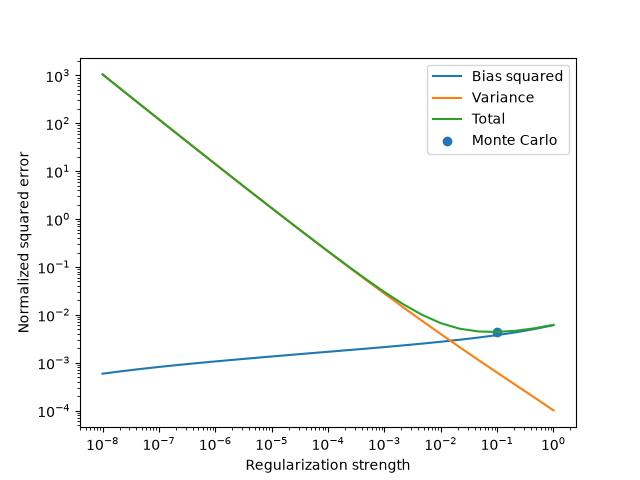 Bias squared
Variance
Total
Monte Carlo
Normalized squared error
10³
10²
10¹
10⁰
10⁻¹
10⁻²
10⁻³
10⁻⁴
10⁻⁸ 10⁻⁷ 10⁻⁶ 10⁻⁵ 10⁻⁴ 10⁻³ 10⁻² 10⁻¹ 10⁰
Regularization strength